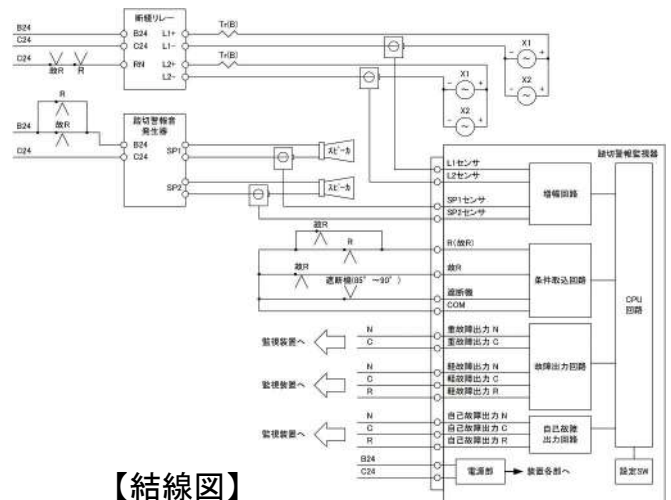 断続リレー
B24
C24
C24
故R
R
B24
C24
RN
L1+
L1-
L2+
L2-
Tr(B)
Tr(B)
X1
X2
X1
X2
R
故R
B24
C24
踏切警報音
発生器
B24
C24
SP1
SP2
スピーカ
スピーカ
踏切警報監視器
L1センサ
L2センサ
SP1センサ
SP2センサ
増幅回路
故R
R
故R
遮断機(85°～90°)
R(故R)
故R
遮断機
COM
条件取込回路
CPU
回路
監視装置へ
N
C
重故障出力 N
重故障出力 C
監視装置へ
N
C
R
軽故障出力 N
軽故障出力 C
軽故障出力 R
故障出力回路
監視装置へ
N
C
R
自己故障出力 N
自己故障出力 C
自己故障出力 R
自己故障
出力回路
B24
C24
電源部
装置各部へ
設定SW
【結線図】